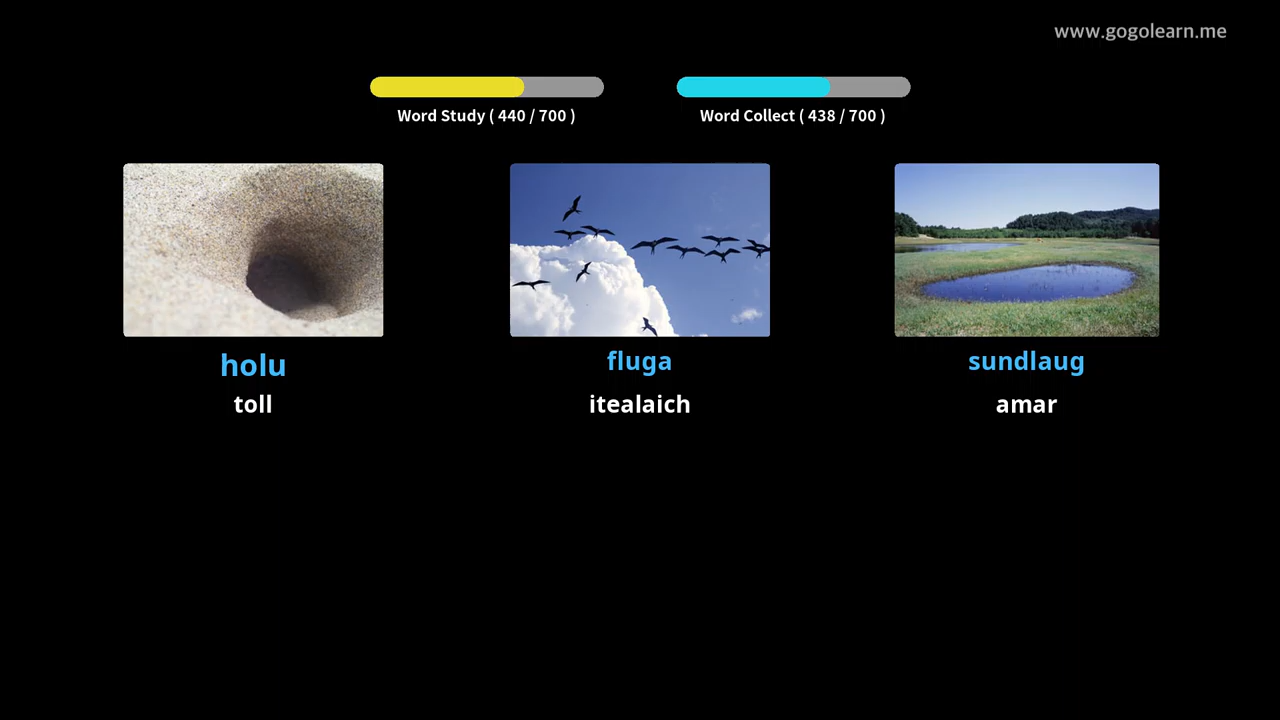 www.gogolearn.me
Word Study ( 440 / 700 )
Word Collect ( 438 / 700 )
holu
fluga
sundlaug
toll
itealaich
amar